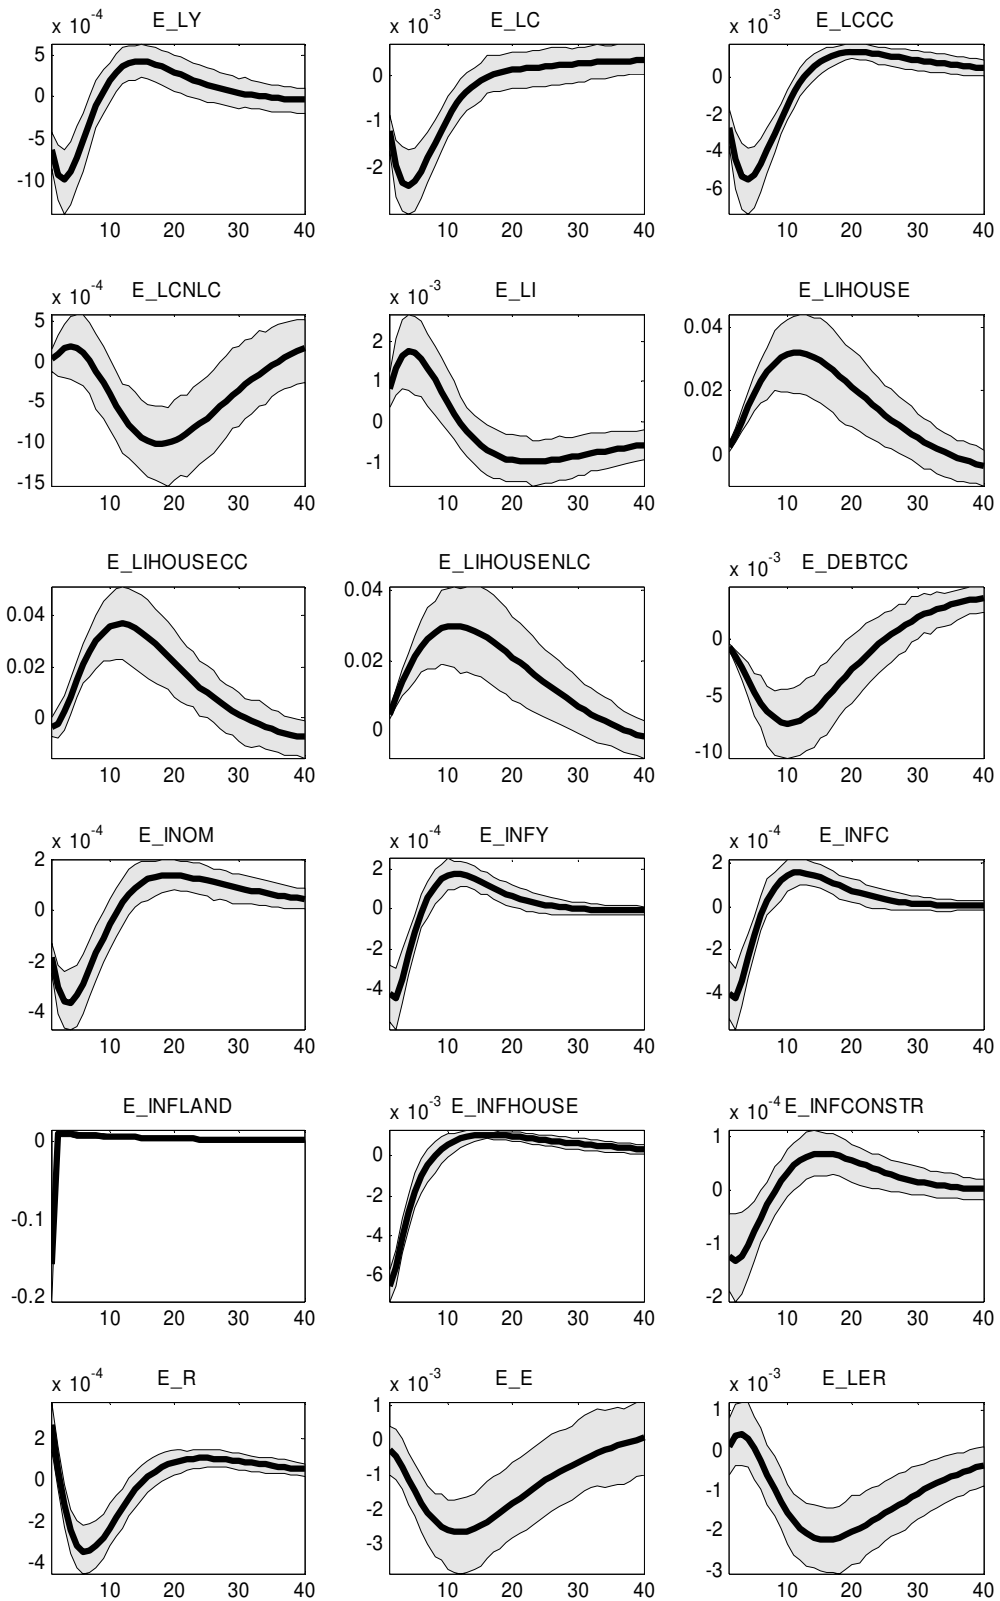 x 10-4 E_LY
5
0
-5
-10
10 20 30 40
x 10-3 E_LC
0
-1
-2
10 20 30 40
x 10-3 E_LCCC
0
-2
-4
-6
10 20 30 40
x 10-4 E_LCNLC
5
0
-5
-10
-15
10 20 30 40
x 10-3 E_LI
2
1
0
-1
10 20 30 40
E_LIHOUSE
0.04
0.02
0
10 20 30 40
E_LIHOUSECC
0.04
0.02
0
10 20 30 40
E_LIHOUSENLC
0.04
0.02
0
10 20 30 40
x 10-3 E_DEBTCC
0
-5
-10
10 20 30 40
x 10-4 E_INOM
2
0
-2
-4
10 20 30 40
x 10-4 E_INFY
2
0
-2
-4
10 20 30 40
x 10-4 E_INFC
2
0
-2
-4
10 20 30 40
E_INFLAND
0
-0.1
-0.2
10 20 30 40
x 10-3 E_INFHOUSE
0
-2
-4
-6
10 20 30 40
x 10-4 E_INFCONSTR
1
0
-1
-2
10 20 30 40
x 10-4 E_R
2
0
-2
-4
10 20 30 40
x 10-3 E_E
1
0
-1
-2
-3
10 20 30 40
x 10-3 E_LER
1
0
-1
-2
-3
10 20 30 40